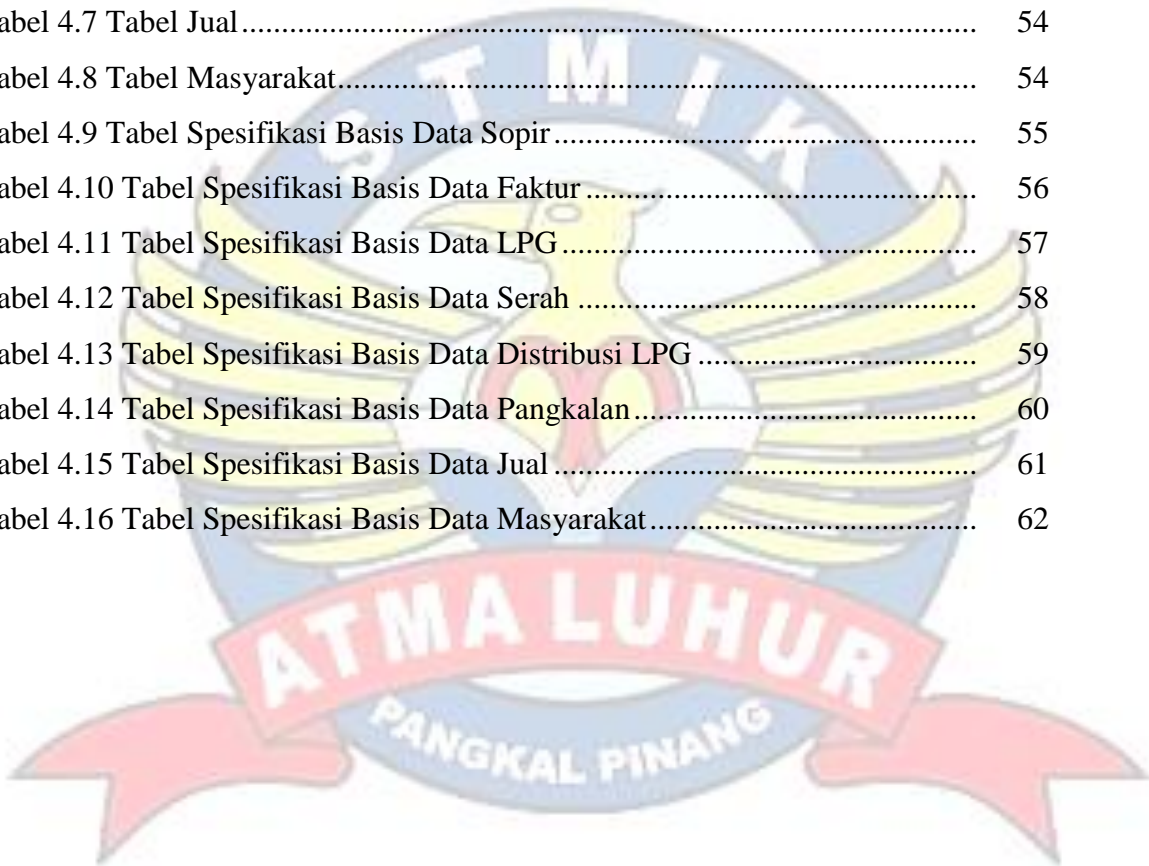 abel 4.7 Tabel Jual.......................................................................................... 54
abel 4.8 Tabel Masyarakat.............................................................................. 54
abel 4.9 Tabel Spesifikasi Basis Data Sopir.................................................... 55
abel 4.10 Tabel Spesifikasi Basis Data Faktur................................................ 56
abel 4.11 Tabel Spesifikasi Basis Data LPG................................................... 57
abel 4.12 Tabel Spesifikasi Basis Data Serah................................................. 58
abel 4.13 Tabel Spesifikasi Basis Data Distribusi LPG.................................. 59
abel 4.14 Tabel Spesifikasi Basis Data Pangkalan.......................................... 60
abel 4.15 Tabel Spesifikasi Basis Data Jual.................................................... 61
abel 4.16 Tabel Spesifikasi Basis Data Masyarakat........................................ 62
STMIK
ATMA LUHUR
PANGKAL PINANG